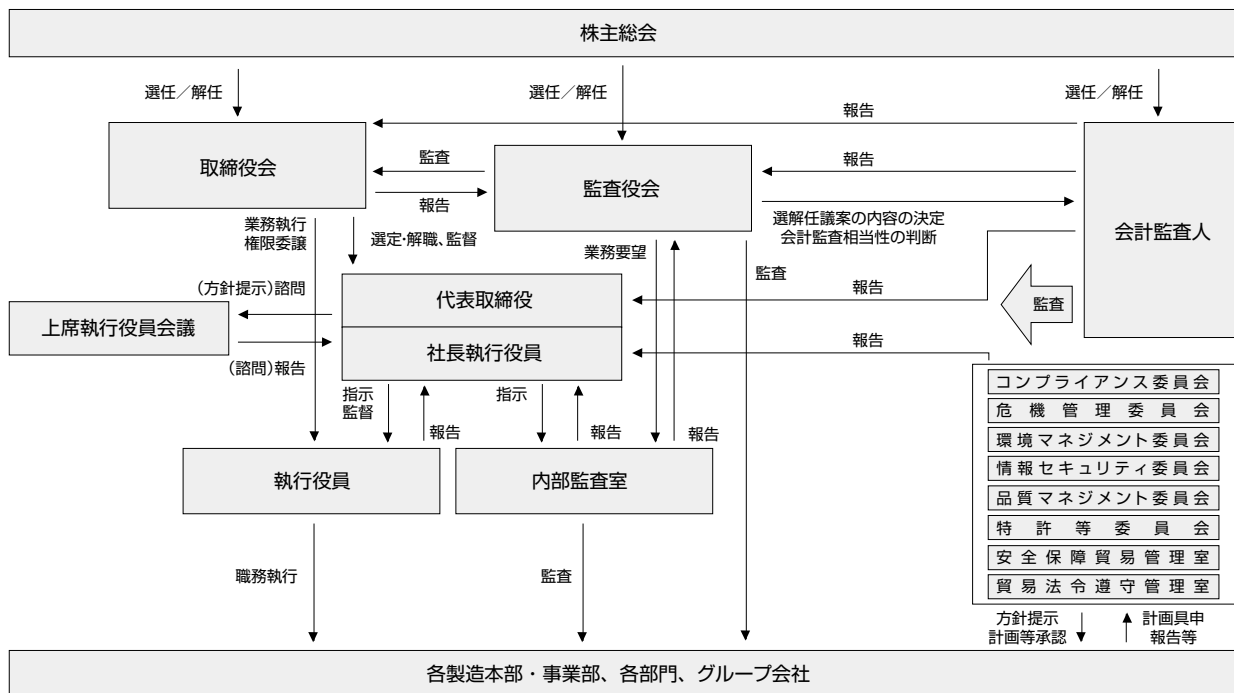 株主総会
選任／解任
選任／解任
選任／解任
報告
取締役会
監査
報告
監査役会
報告
会計監査人
選解任議案の内容の決定
会計監査相当性の判断
業務執行
権限委譲
選定・解職、監督
業務要望
監査
(方針提示)諮問
代表取締役
報告
監査
上席執行役員会議
社長執行役員
報告
(諮問)報告
指示
監督
報告
指示
報告
報告
コンプライアンス委員会
危機管理委員会
環境マネジメント委員会
情報セキュリティ委員会
品質マネジメント委員会
特許等委員会
安全保障貿易管理室
貿易法令遵守管理室
執行役員
内部監査室
職務執行
監査
方針提示
計画等承認
計画具申
報告等
各製造本部・事業部、各部門、グループ会社